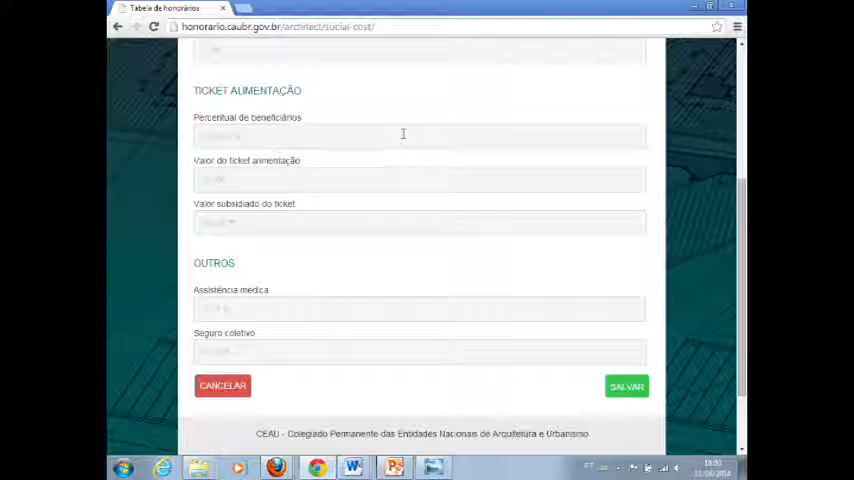 Tabela de honorários
honorario.caubr.gov.br/architect/social-cost/
TICKET ALIMENTAÇÃO
Percentual de beneficiários
Valor do ticket alimentação
Valor subsidiado do ticket
OUTROS
Assistência medica
Seguro coletivo
CANCELAR
SALVAR
CEAU - Colegiado Permanente das Entidades Nacionais de Arquitetura e Urbanismo
PT